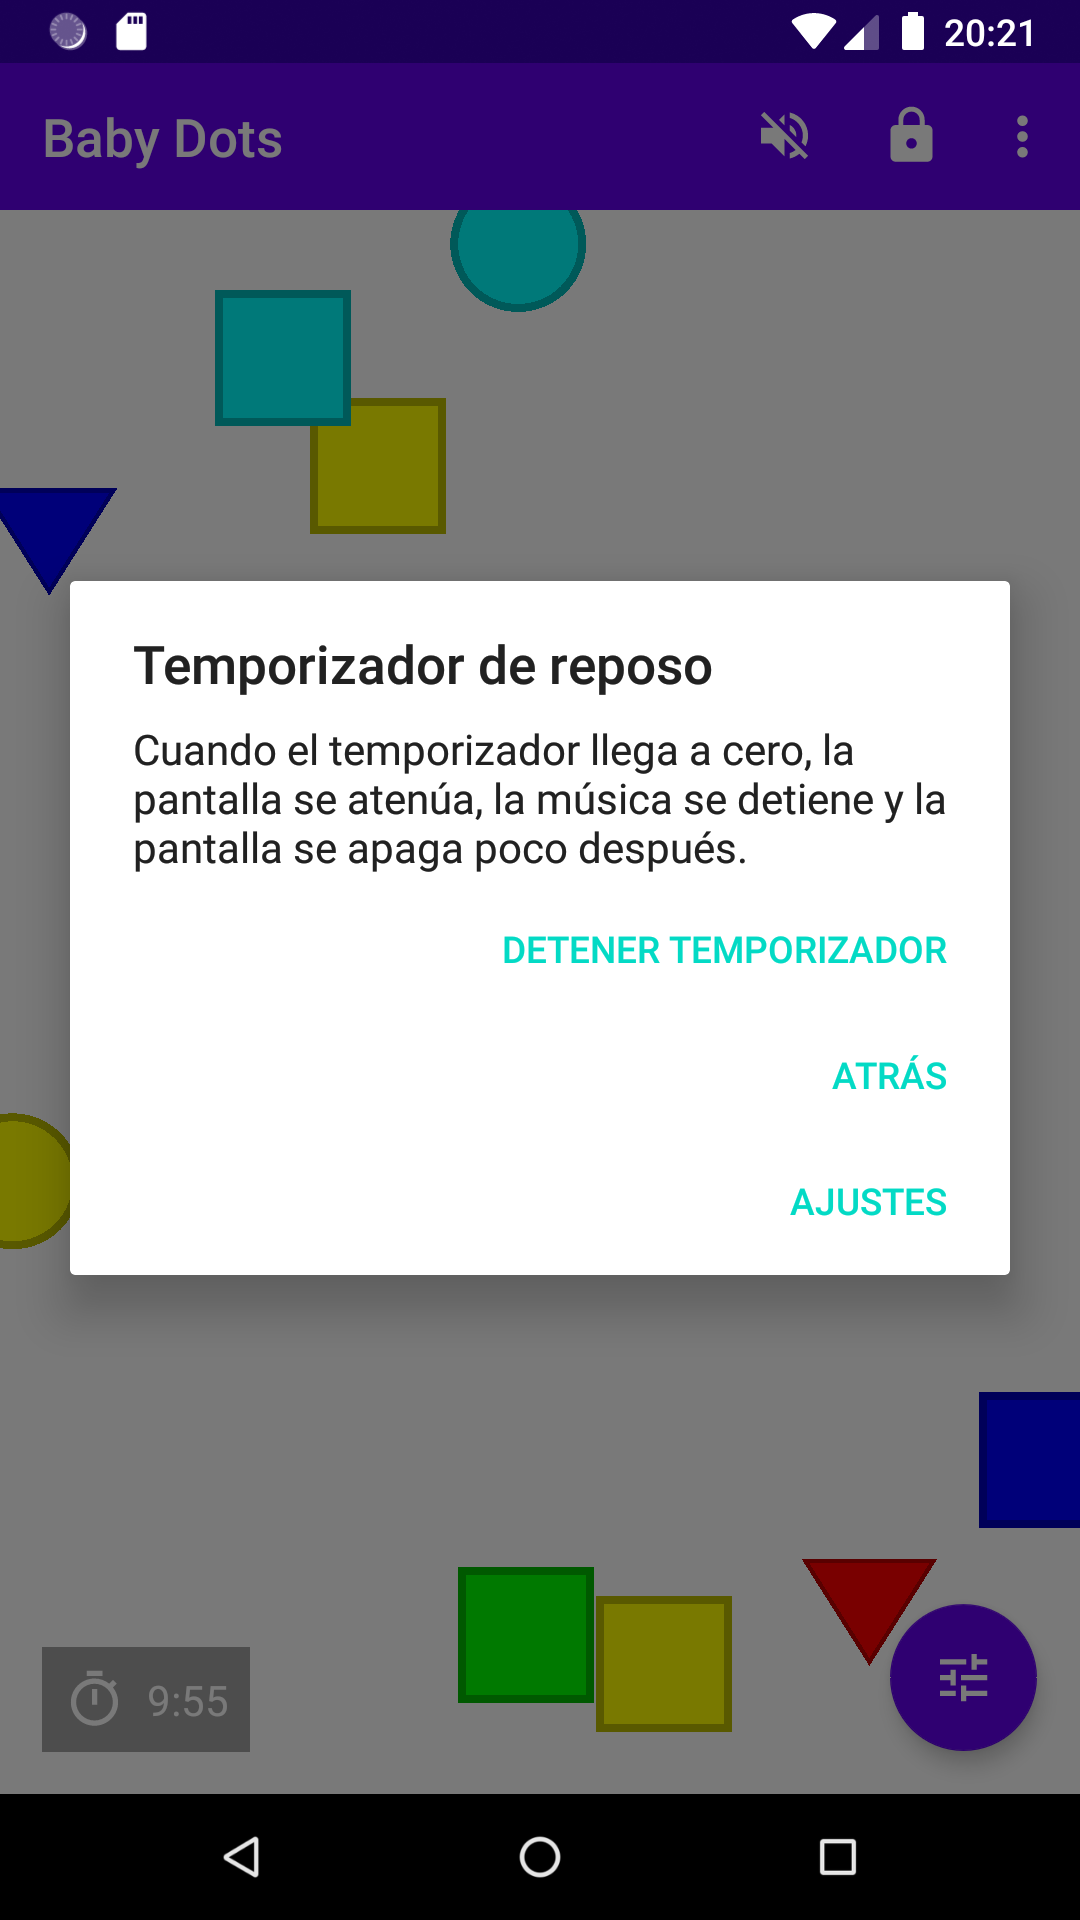 20:21
Baby Dots
Temporizador de reposo
Cuando el temporizador llega a cero, la
pantalla se atenúa, la música se detiene y la
pantalla se apaga poco después.
DETENER TEMPORIZADOR
ATRÁS
AJUSTES
9:55